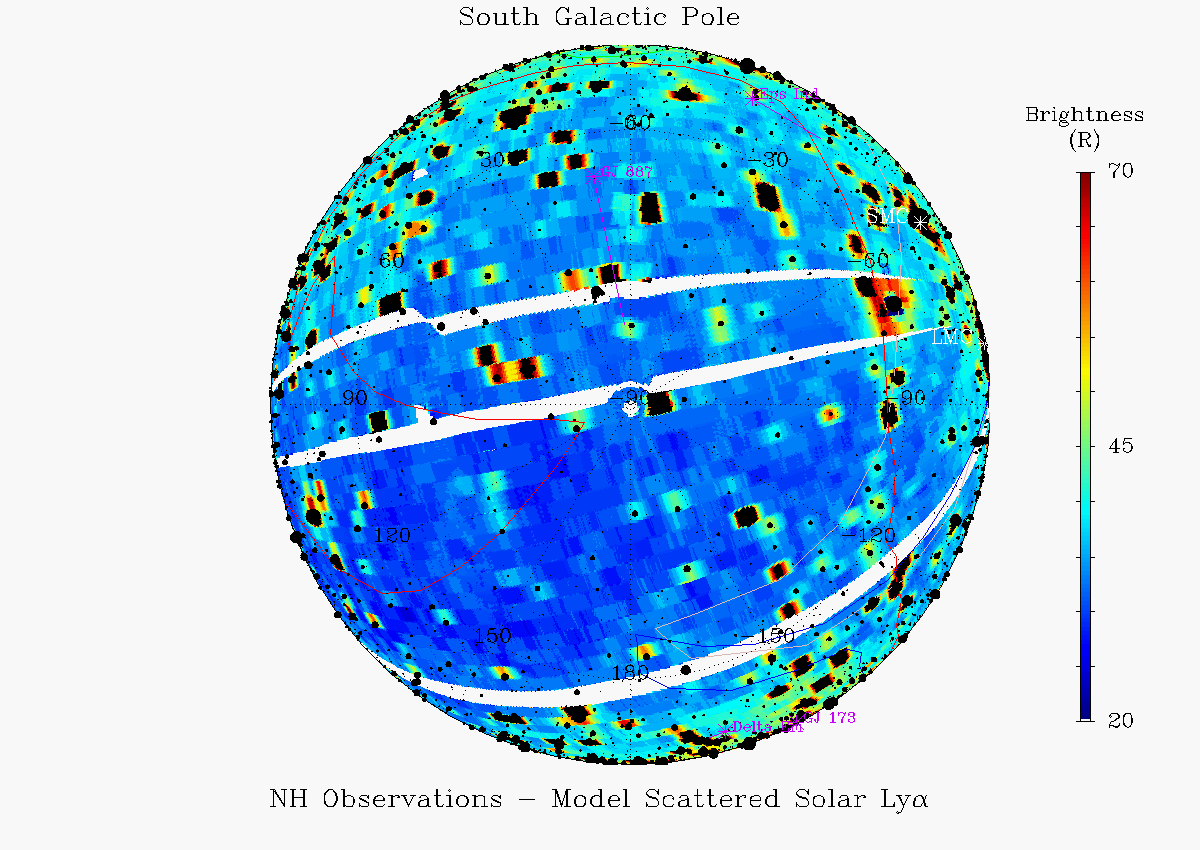 South Galactic Pole
Eps Ind
Brightness
(R)
-60
30
-30
70
GJ 887
SMC
60
-60
LMC
90
-90
-90
45
120
-120
150
-150
180
GJ 173
20
NH Observations - Model Scattered Solar Lyα